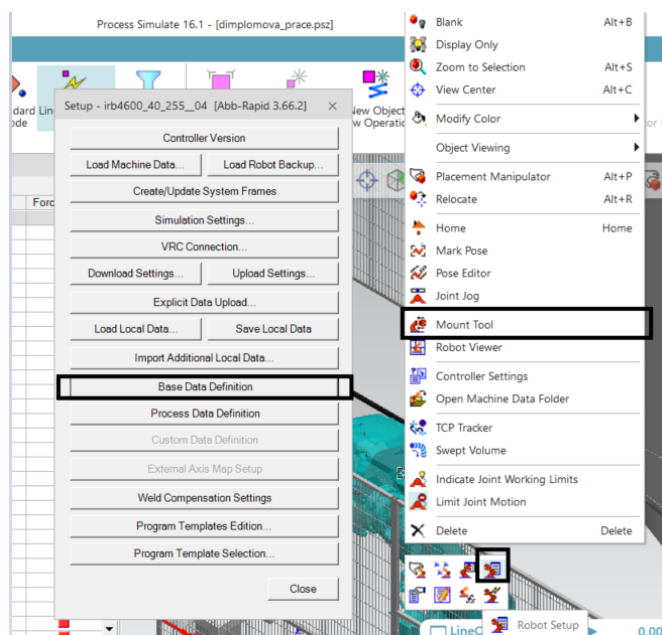 Process Simulate 16.1 - [dimplomova_prace.psz]
Setup - irb4600_40_255__04 [Abb-Rapid 3.66.2]
Controller Version
Load Machine Data...
Load Robot Backup...
Create/Update System Frames
Simulation Settings...
VRC Connection...
Download Settings...
Upload Settings...
Explicit Data Upload...
Load Local Data...
Save Local Data
Import Additional Local Data...
Base Data Definition
Process Data Definition
Custom Data Definition
External Axis Map Setup
Weld Compensation Settings
Program Templates Edition...
Program Template Selection...
Close
dard Lin
ode
Forc
New Object
w Operatio
Blank Alt+B
Display Only
Zoom to Selection Alt+S
View Center Alt+C
Modify Color
Object Viewing
Placement Manipulator Alt+P
Relocate Alt+R
Home Home
Mark Pose
Pose Editor
Joint Jog
Mount Tool
Robot Viewer
Controller Settings
Open Machine Data Folder
TCP Tracker
Swept Volume
Indicate Joint Working Limits
Limit Joint Motion
Delete Delete
Robot Setup
LineC
0.00